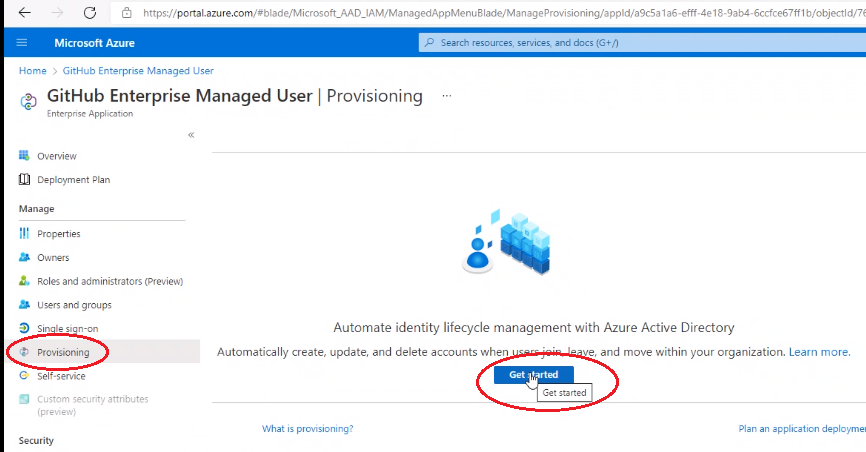 https://portal.azure.com/#blade/Microsoft_AAD_IAM/ManagedAppMenuBlade/ManageProvisioning/appId/a9c5a1a6-efff-4e18-9ab4-6ccfce67ff1b/objectId/76
Microsoft Azure
Search resources, services, and docs (G+/)
Home > GitHub Enterprise Managed User
GitHub Enterprise Managed User | Provisioning ...
Enterprise Application
«
Overview
Deployment Plan
Manage
Properties
Owners
Roles and administrators (Preview)
Users and groups
Single sign-on
Provisioning
Self-service
Custom security attributes
(preview)
Security
Automate identity lifecycle management with Azure Active Directory
Automatically create, update, and delete accounts when users join, leave, and move within your organization. Learn more.
Get started
Get started
What is provisioning?
Plan an application deployme